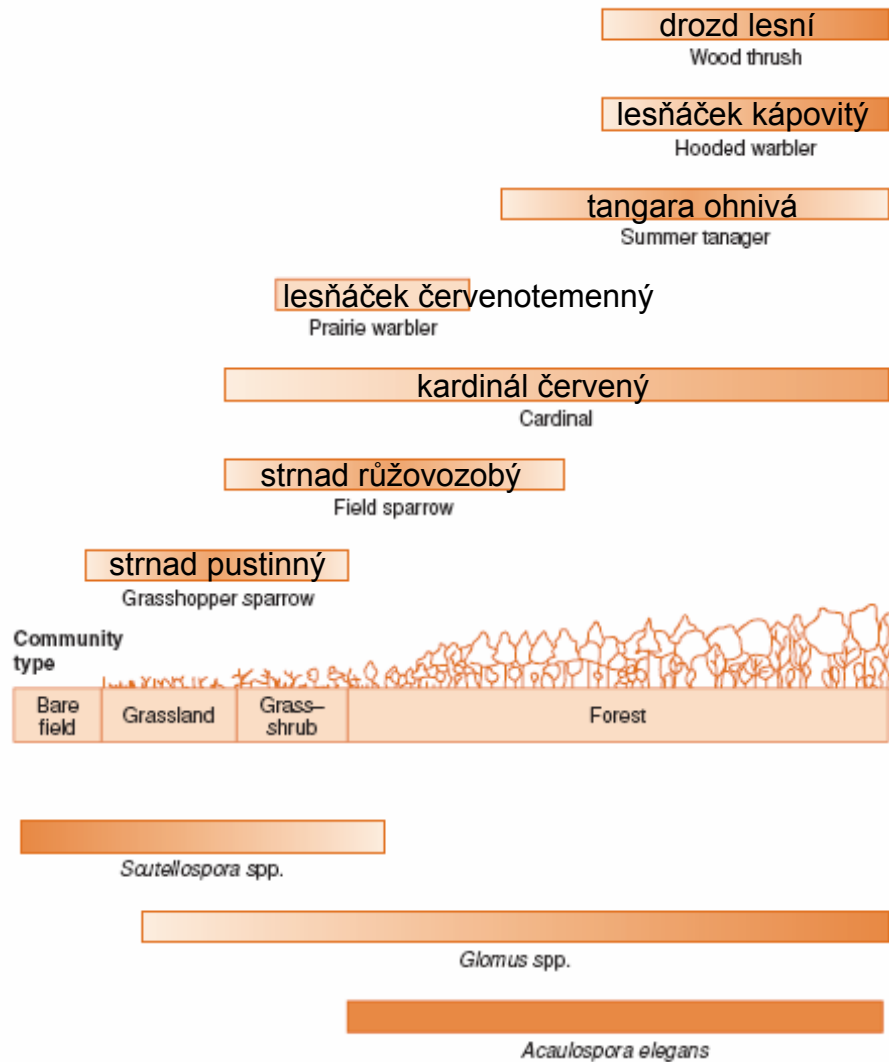 drozd lesní
Wood thrush
lesňáček kápovitý
Hooded warbler
tangara ohnivá
Summer tanager
lesňáček červenotemenný
Prairie warbler
kardinál červený
Cardinal
strnad růžovozobý
Field sparrow
strnad pustinný
Grasshopper sparrow
Community
type
Bare
field
Grassland
Grass–
shrub
Forest
Scutellospora spp.
Glomus spp.
Acaulospora elegans